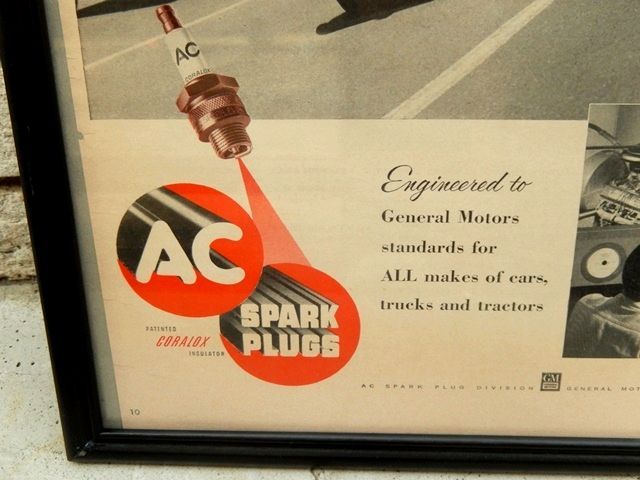 AC
CORALOX
Engineered to
General Motors
standards for
ALL makes of cars,
trucks and tractors
AC
SPARK
PLUGS
PATENTED
CORALOX
INSULATOR
AC SPARK PLUG DIVISION GM GENERAL MOT
10